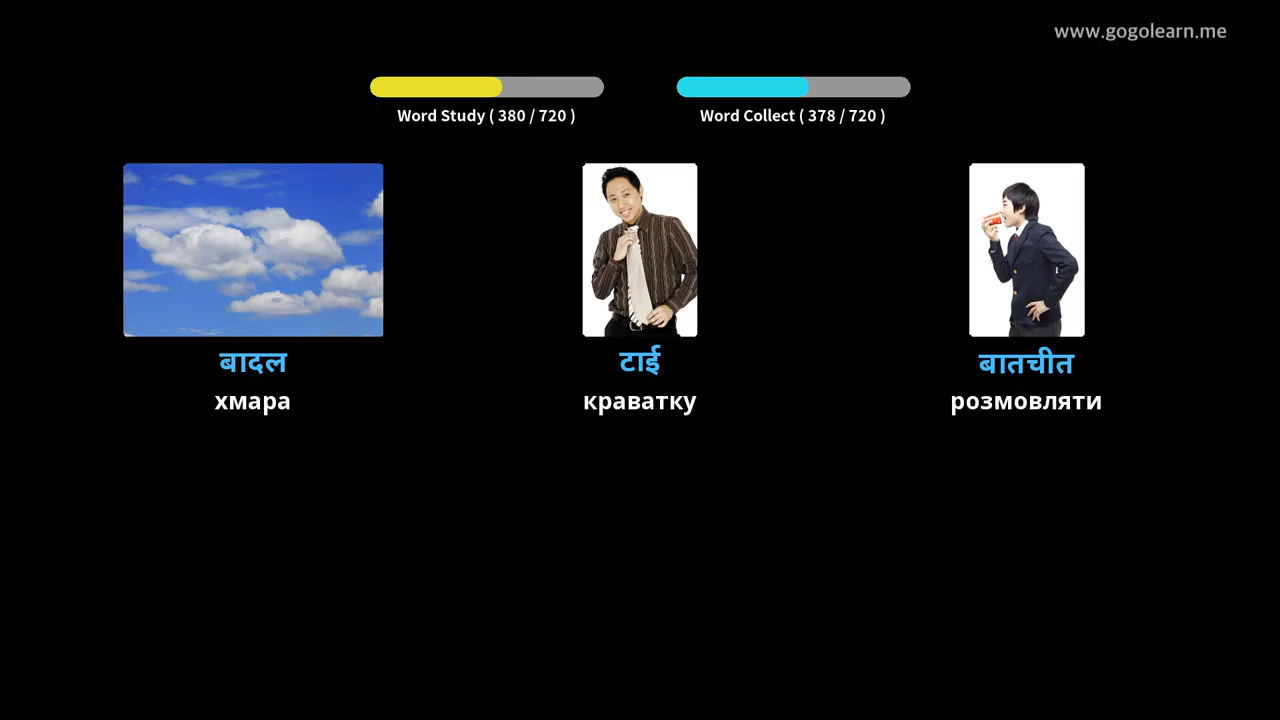 www.gogolearn.me
Word Study ( 380 / 720 )
Word Collect ( 378 / 720 )
बादल
टाई
बातचीत
хмара
краватку
розмовляти